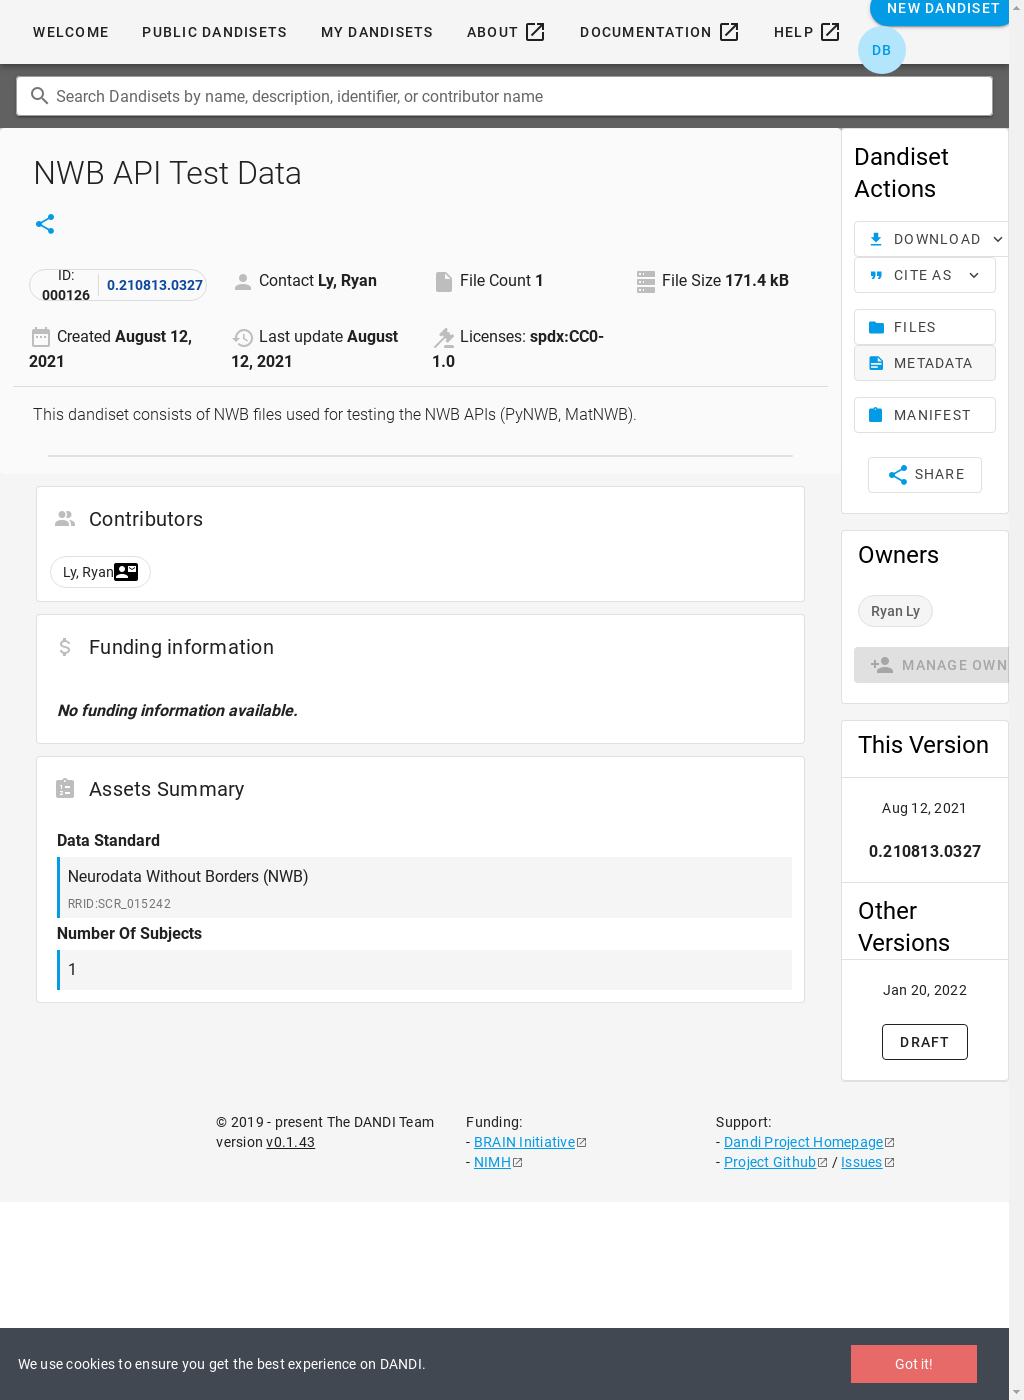 WELCOME
PUBLIC DANDISETS
MY DANDISETS
ABOUT
DOCUMENTATION
HELP
NEW DANDISET
DB
Search Dandisets by name, description, identifier, or contributor name
NWB API Test Data
ID:
000126
0.210813.0327
Contact Ly, Ryan
File Count 1
File Size 171.4 kB
Created August 12,
2021
Last update August
12, 2021
Licenses: spdx:CC0-
1.0
This dandiset consists of NWB files used for testing the NWB APIs (PyNWB, MatNWB).
Contributors
Ly, Ryan
Funding information
No funding information available.
Assets Summary
Data Standard
Neurodata Without Borders (NWB)
RRID:SCR_015242
Number Of Subjects
1
Dandiset
Actions
DOWNLOAD
CITE AS
FILES
METADATA
MANIFEST
SHARE
Owners
Ryan Ly
MANAGE OWN
This Version
Aug 12, 2021
0.210813.0327
Other
Versions
Jan 20, 2022
DRAFT
© 2019 - present The DANDI Team
version v0.1.43
Funding:
- BRAIN Initiative
- NIMH
Support:
- Dandi Project Homepage
- Project Github / Issues
We use cookies to ensure you get the best experience on DANDI.
Got it!